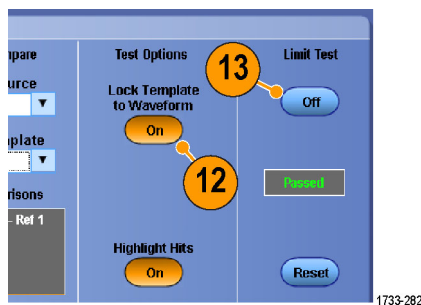 npare
Test Options
Limit Test
13
urce
Lock Template
to Waveform
Off
On
nplate
12
Passed
risons
- Ref 1
Highlight Hits
On
Reset
1733-282